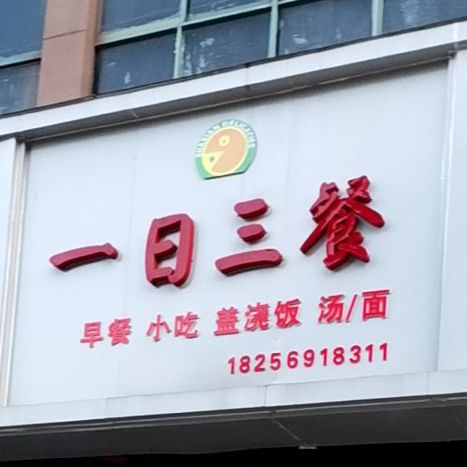 一日三餐
早餐 小吃 盖浇饭 汤/面
18256918311